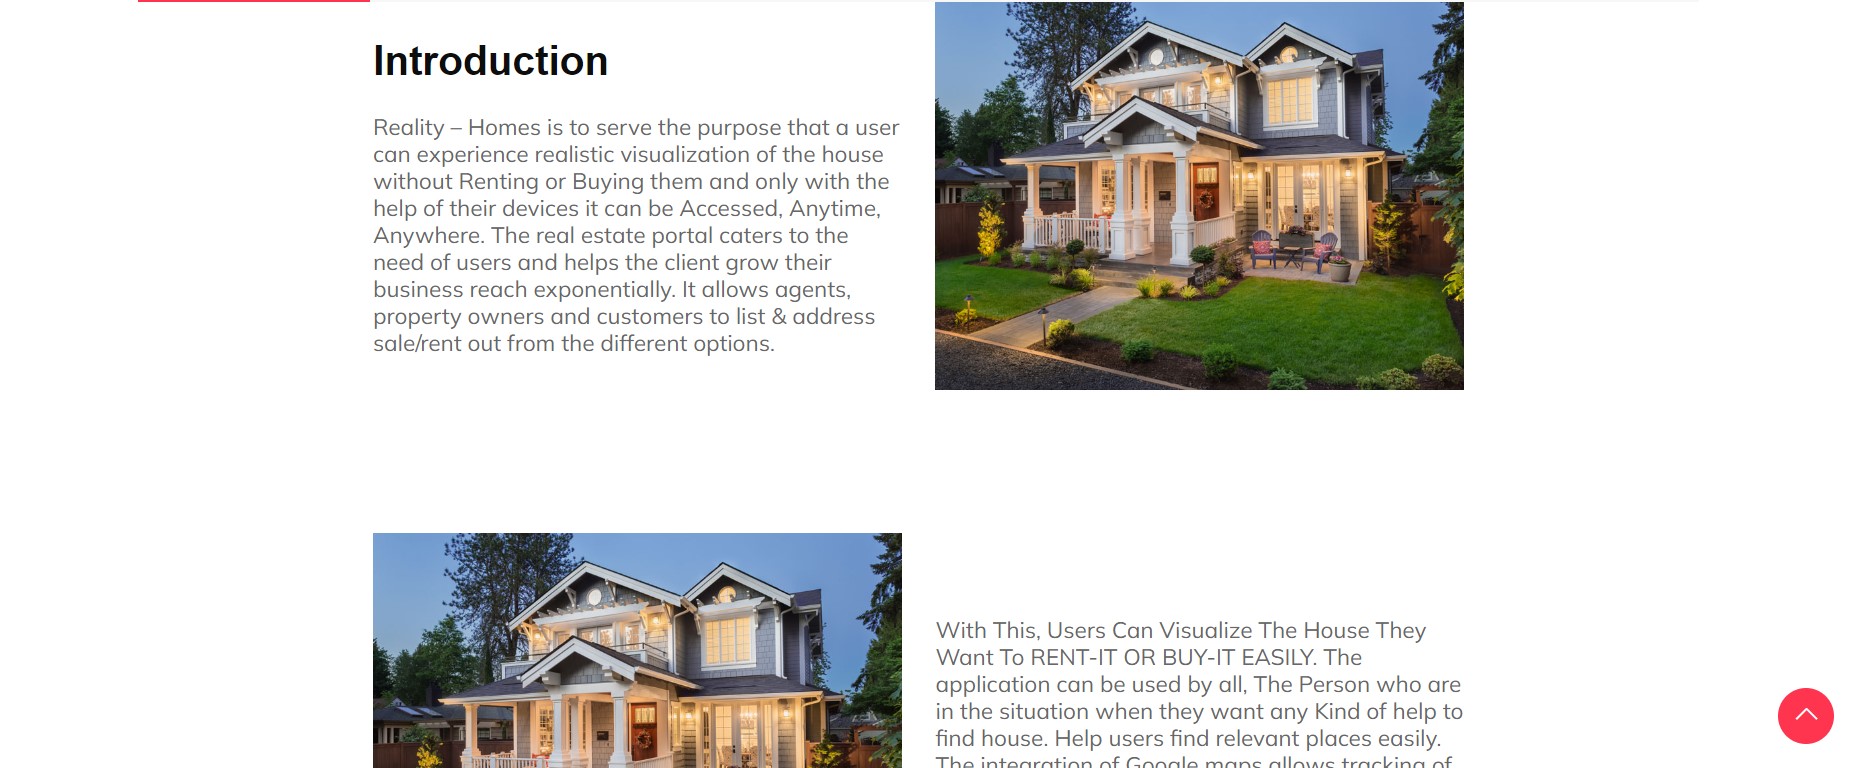 Introduction
Reality – Homes is to serve the purpose that a user
can experience realistic visualization of the house
without Renting or Buying them and only with the
help of their devices it can be Accessed, Anytime,
Anywhere. The real estate portal caters to the
need of users and helps the client grow their
business reach exponentially. It allows agents,
property owners and customers to list & address
sale/rent out from the different options.
With This, Users Can Visualize The House They
Want To RENT-IT OR BUY-IT EASILY. The
application can be used by all, The Person who are
in the situation when they want any Kind of help to
find house. Help users find relevant places easily.
The integration of Google maps allows tracking of